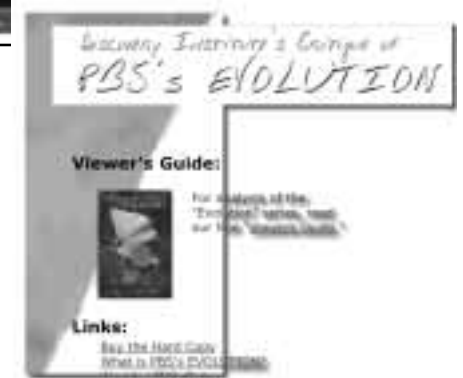 Discovery Institute's Critique of
PBS's EVOLUTION
Viewer's Guide:
For analysis of the
"Evolution" series, read
our free "viewer's guide."
Links:
Buy the Hard Copy
What is PBS's EVOLUTION?